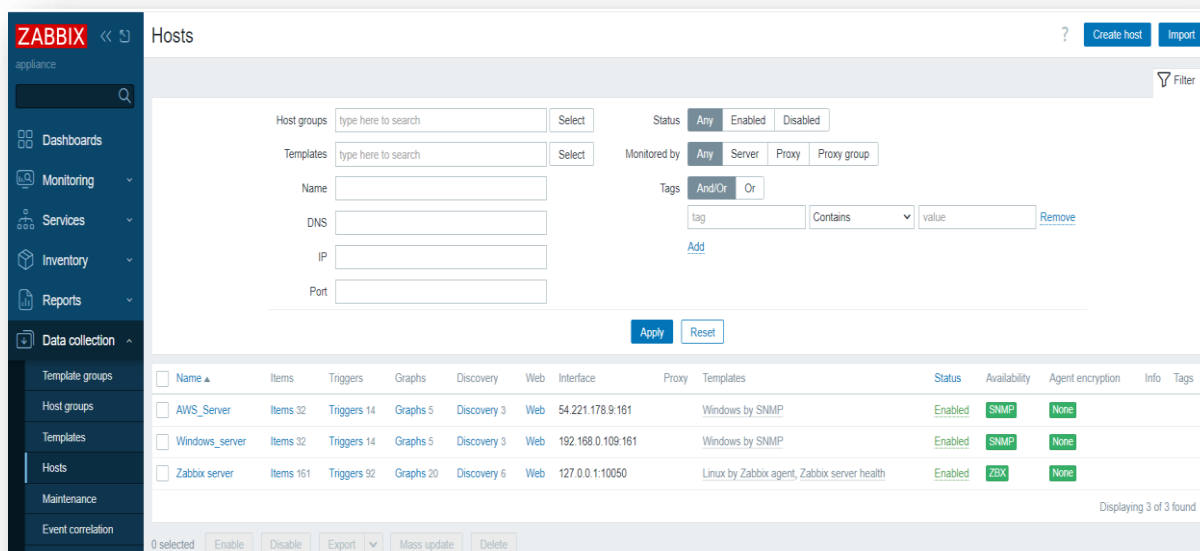 ZABBIX
appliance
Dashboards
Monitoring
Services
Inventory
Reports
Data collection
Template groups
Host groups
Templates
Hosts
Maintenance
Event correlation
Hosts
? Create host Import
Filter
Host groups type here to search Select Status Any Enabled Disabled
Templates type here to search Select Monitored by Any Server Proxy Proxy group
Name Tags And/Or Or
DNS tag Contains value Remove
IP Add
Port
Apply Reset
Name Items Triggers Graphs Discovery Web Interface Proxy Templates Status Availability Agent encryption Info Tags
AWS_Server Items 32 Triggers 14 Graphs 5 Discovery 3 Web 54.221.178.9:161 Windows by SNMP Enabled SNMP None
Windows_server Items 32 Triggers 14 Graphs 5 Discovery 3 Web 192.168.0.109:161 Windows by SNMP Enabled SNMP None
Zabbix server Items 161 Triggers 92 Graphs 20 Discovery 6 Web 127.0.0.1:10050 Linux by Zabbix agent, Zabbix server health Enabled ZBX None
Displaying 3 of 3 found
0 selected Enable Disable Export Mass update Delete